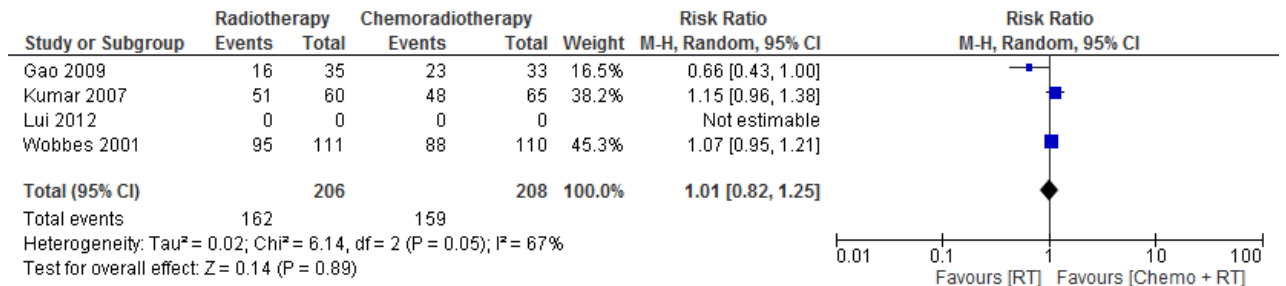 Radiotherapy Chemoradiotherapy Risk Ratio Risk Ratio
Study or Subgroup Events Total Events Total Weight M-H, Random, 95% CI M-H, Random, 95% CI
Gao 2009 16 35 23 33 16.5% 0.66 [0.43, 1.00]
Kumar 2007 51 60 48 65 38.2% 1.15 [0.96, 1.38]
Lui 2012 0 0 0 0 Not estimable
Wobbes 2001 95 111 88 110 45.3% 1.07 [0.95, 1.21]
Total (95% CI) 206 208 100.0% 1.01 [0.82, 1.25]
Total events 162 159
Heterogeneity: Tau² = 0.02; Chi² = 6.14, df = 2 (P = 0.05); I² = 67%
Test for overall effect: Z = 0.14 (P = 0.89)
0.01 0.1 1 10 100
Favours [RT] Favours [Chemo + RT]